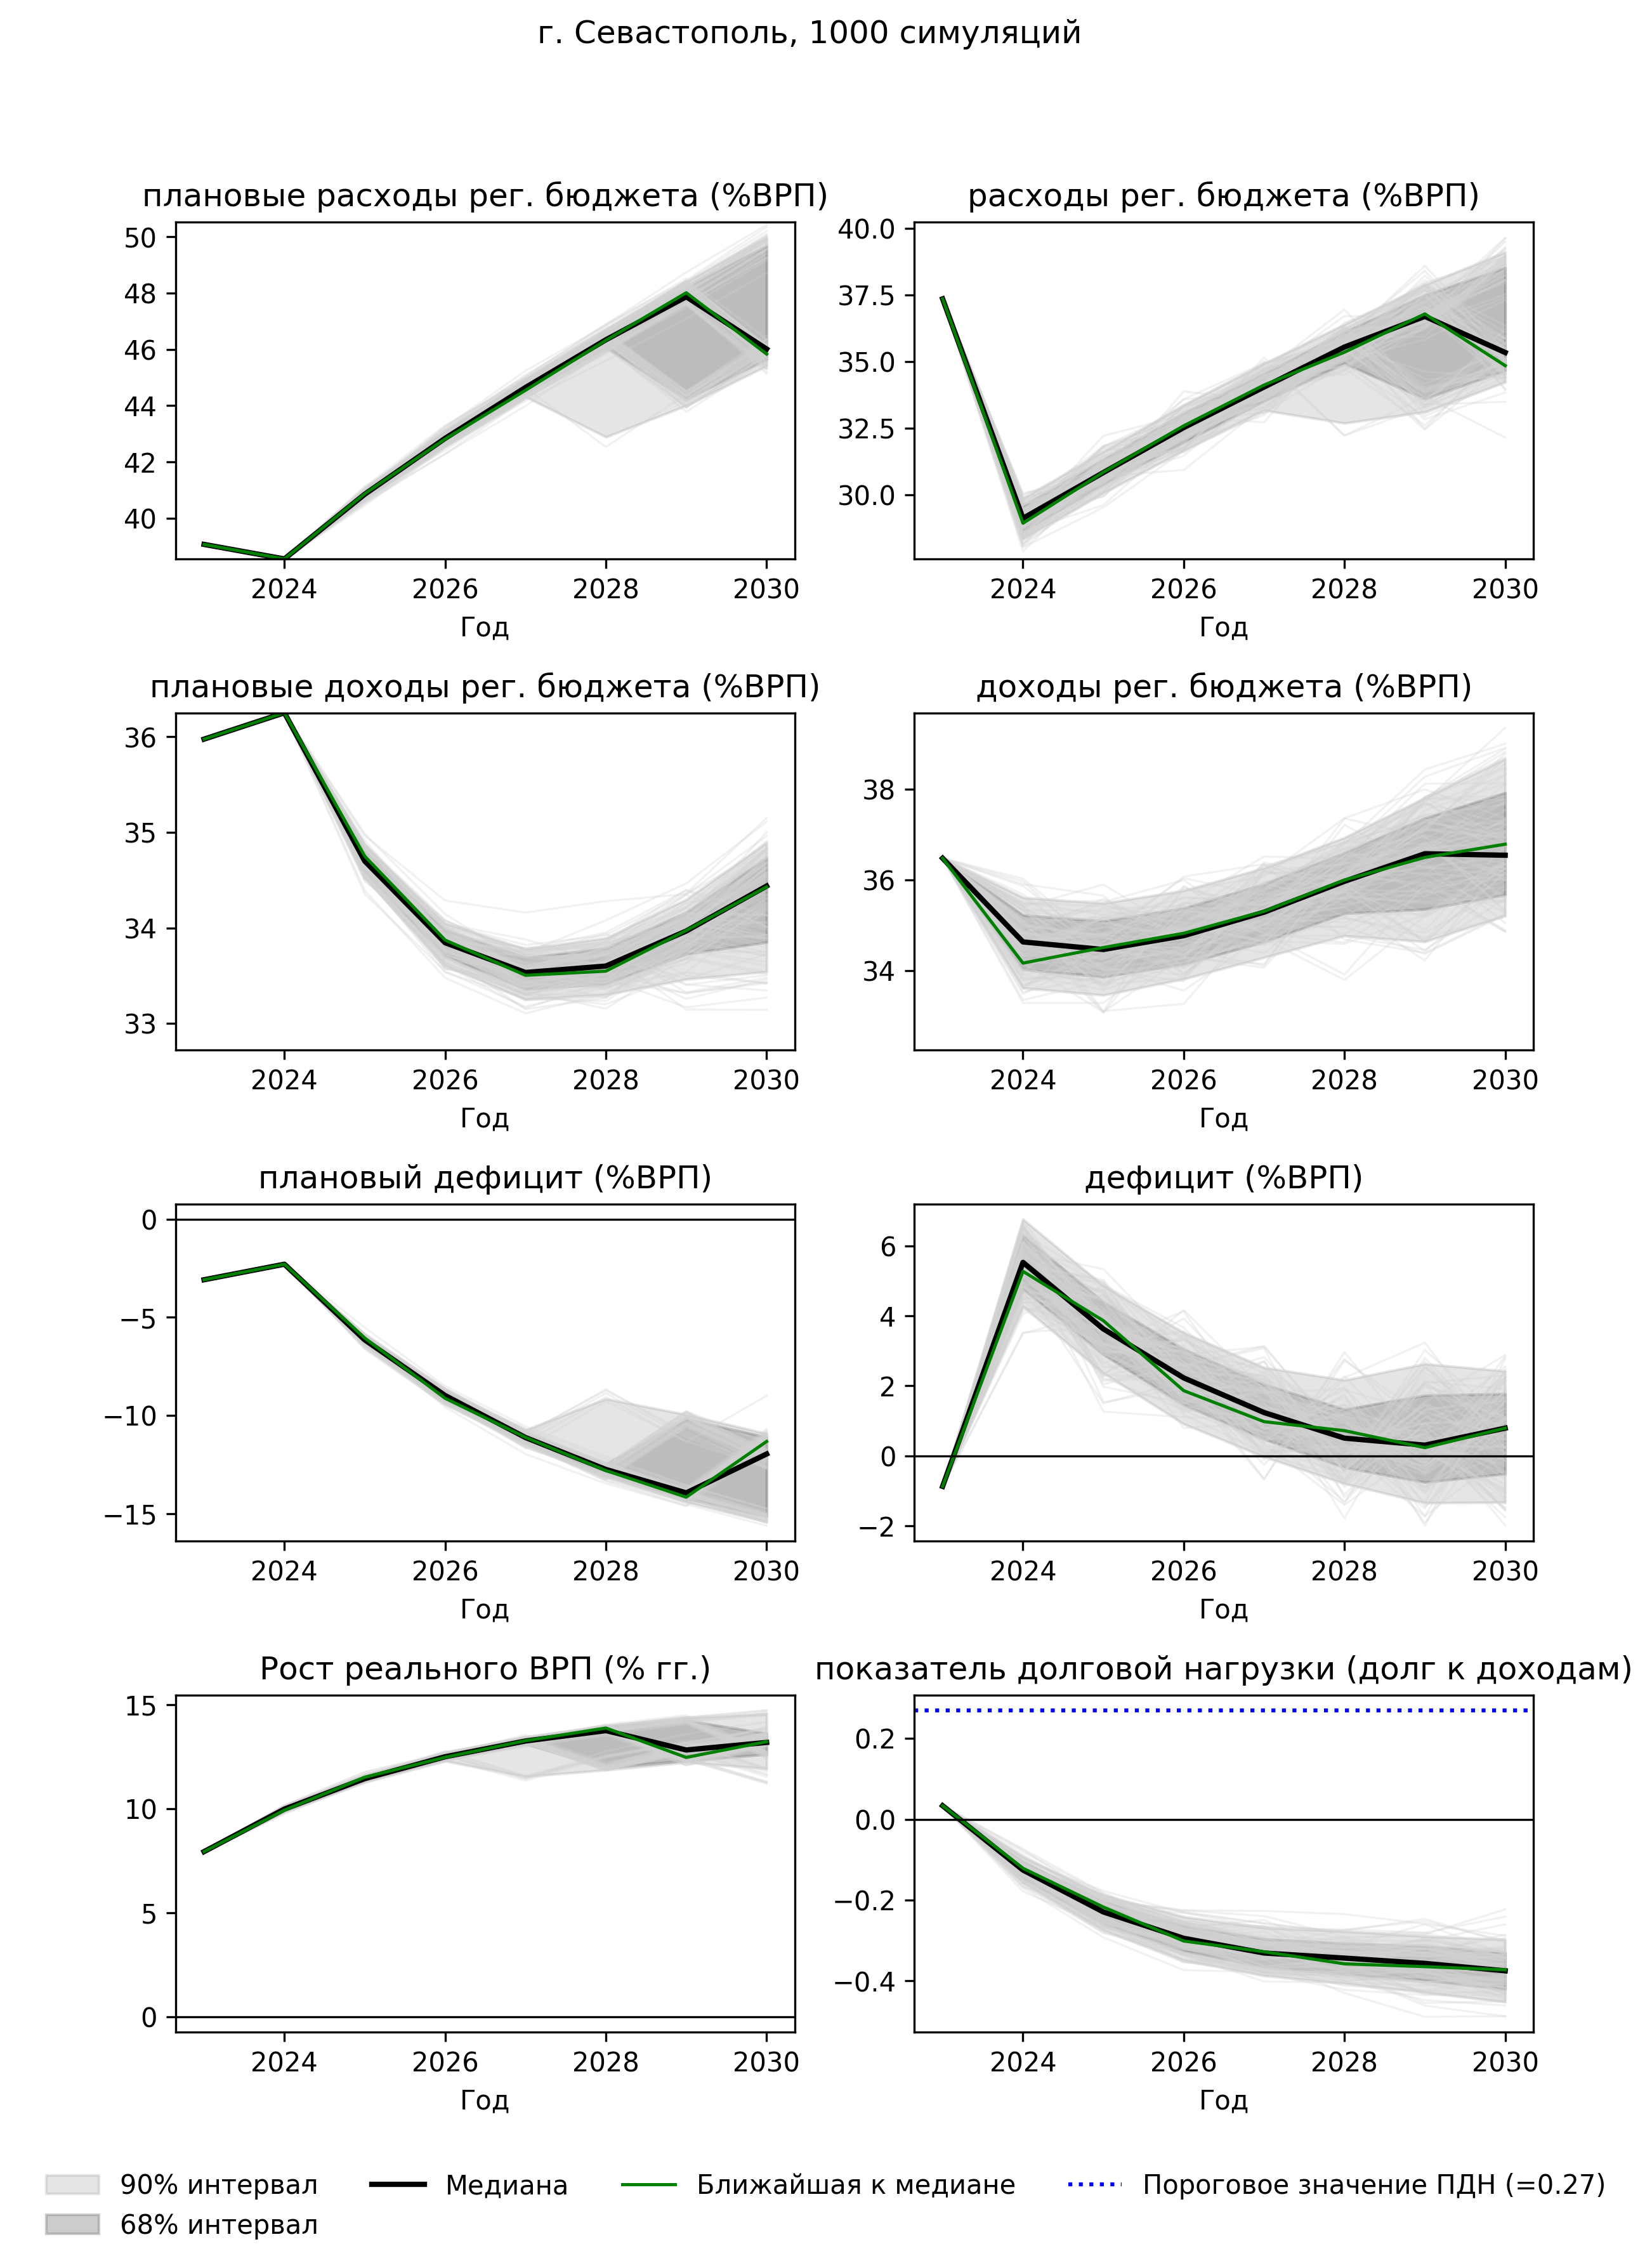 г. Севастополь, 1000 симуляций
плановые расходы рег. бюджета (%ВРП)
50
48
46
44
42
40
2024 2026 2028 2030
Год
расходы рег. бюджета (%ВРП)
40.0
37.5
35.0
32.5
30.0
2024 2026 2028 2030
Год
плановые доходы рег. бюджета (%ВРП)
36
35
34
33
2024 2026 2028 2030
Год
доходы рег. бюджета (%ВРП)
38
36
34
2024 2026 2028 2030
Год
плановый дефицит (%ВРП)
0
−5
−10
−15
2024 2026 2028 2030
Год
дефицит (%ВРП)
6
4
2
0
−2
2024 2026 2028 2030
Год
Рост реального ВРП (% гг.)
15
10
5
0
2024 2026 2028 2030
Год
показатель долговой нагрузки (долг к доходам)
0.2
0.0
−0.2
−0.4
2024 2026 2028 2030
Год
90% интервал
68% интервал
Медиана
Ближайшая к медиане
Пороговое значение ПДН (=0.27)